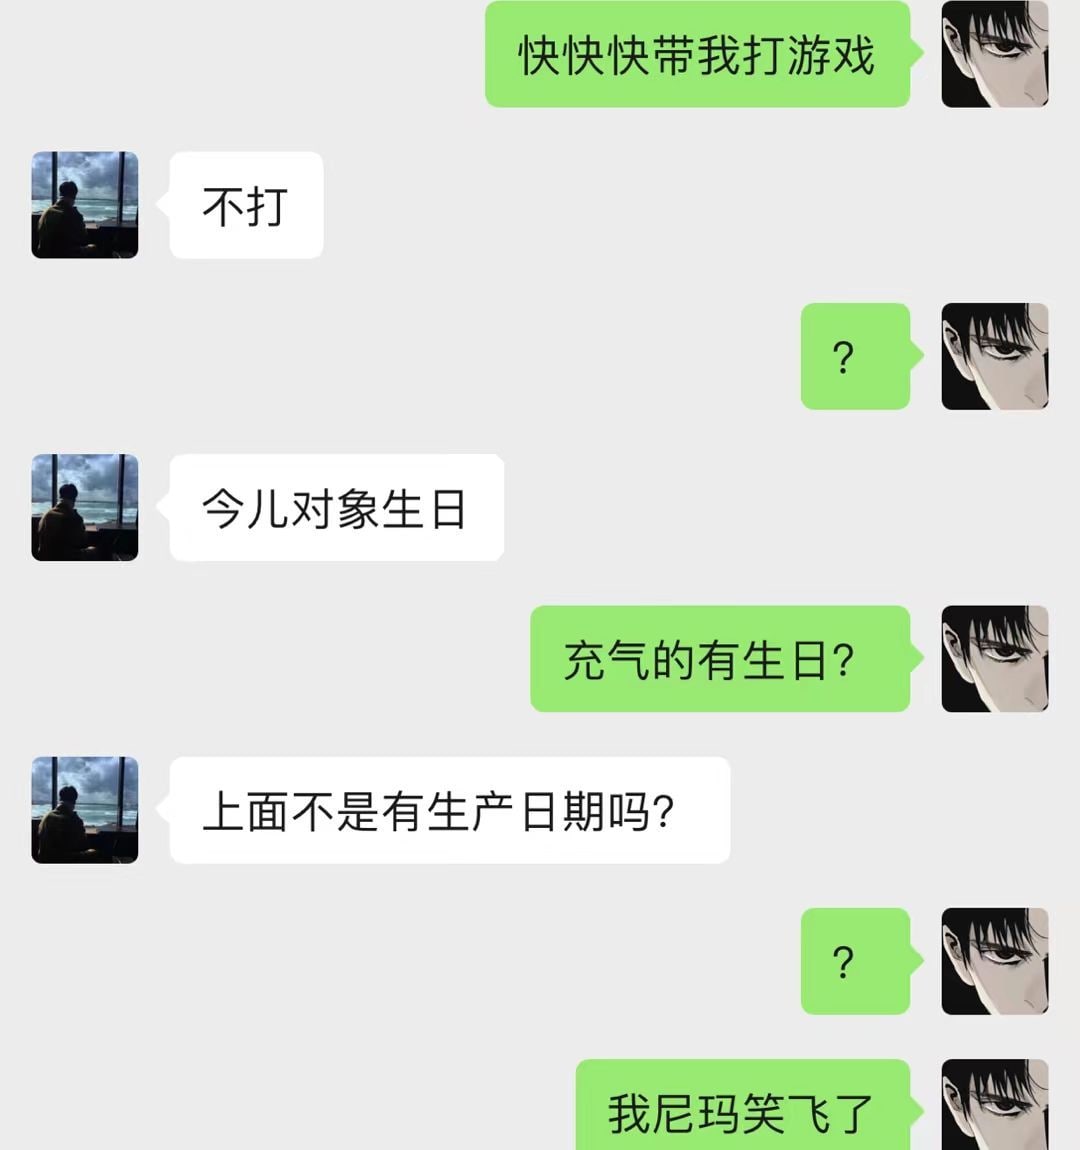 快快快带我打游戏
不打
？
今儿对象生日
充气的有生日？
上面不是有生产日期吗？
？
我尼玛笑飞了